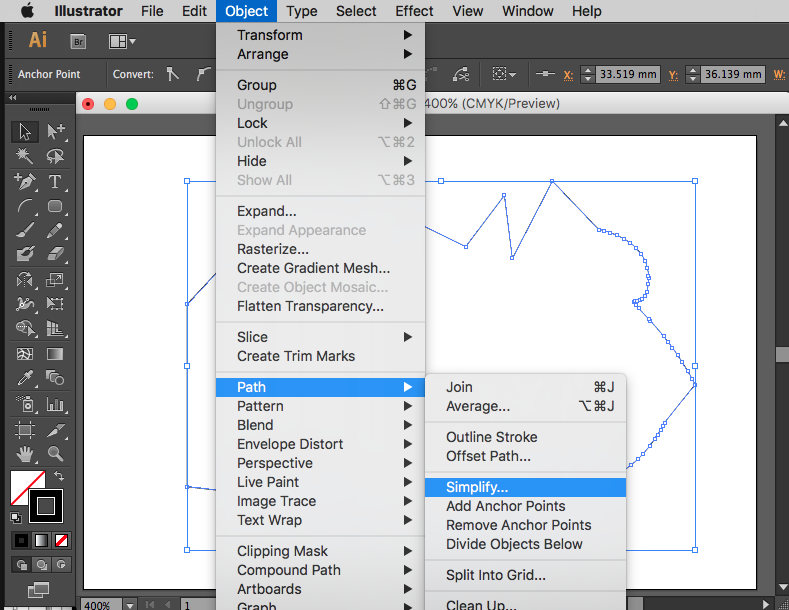 Illustrator File Edit Object Type Select Effect View Window Help
Ai Br
Anchor Point Convert: X: 33.519 mm Y: 36.139 mm W:
400% (CMYK/Preview)
Transform
Arrange
Group ⌘G
Ungroup ⇧⌘G
Lock
Unlock All ⌥⌘2
Hide
Show All ⌥⌘3
Expand...
Expand Appearance
Rasterize...
Create Gradient Mesh...
Create Object Mosaic...
Flatten Transparency...
Slice
Create Trim Marks
Path
Pattern
Blend
Envelope Distort
Perspective
Live Paint
Image Trace
Text Wrap
Clipping Mask
Compound Path
Artboards
Graph
Join ⌘J
Average... ⌥⌘J
Outline Stroke
Offset Path...
Simplify...
Add Anchor Points
Remove Anchor Points
Divide Objects Below
Split Into Grid...
Clean Up...
400% 1